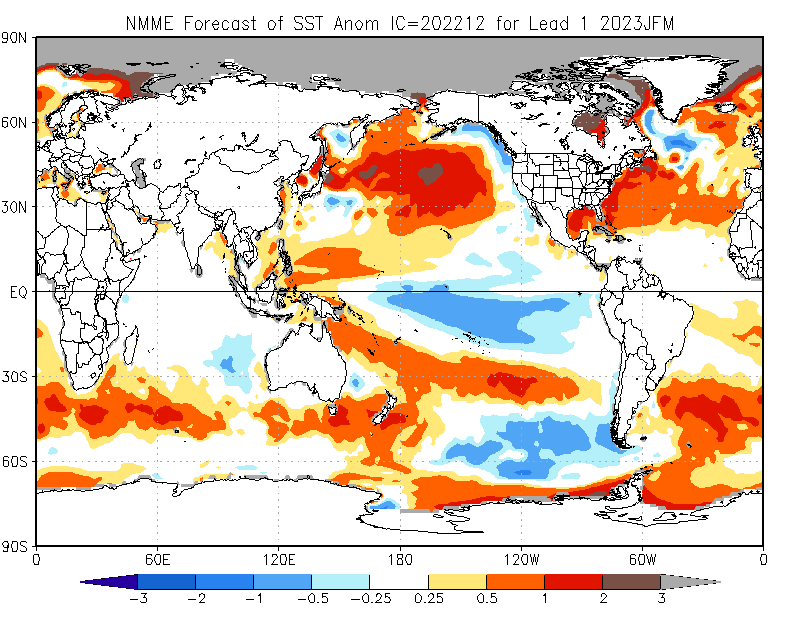 NMME Forecast of SST Anom IC=202212 for Lead 1 2023JFM
90N
60N
30N
EQ
30S
60S
90S
0 60E 120E 180 120W 60W 0
-3 -2 -1 -0.5 -0.25 0.25 0.5 1 2 3